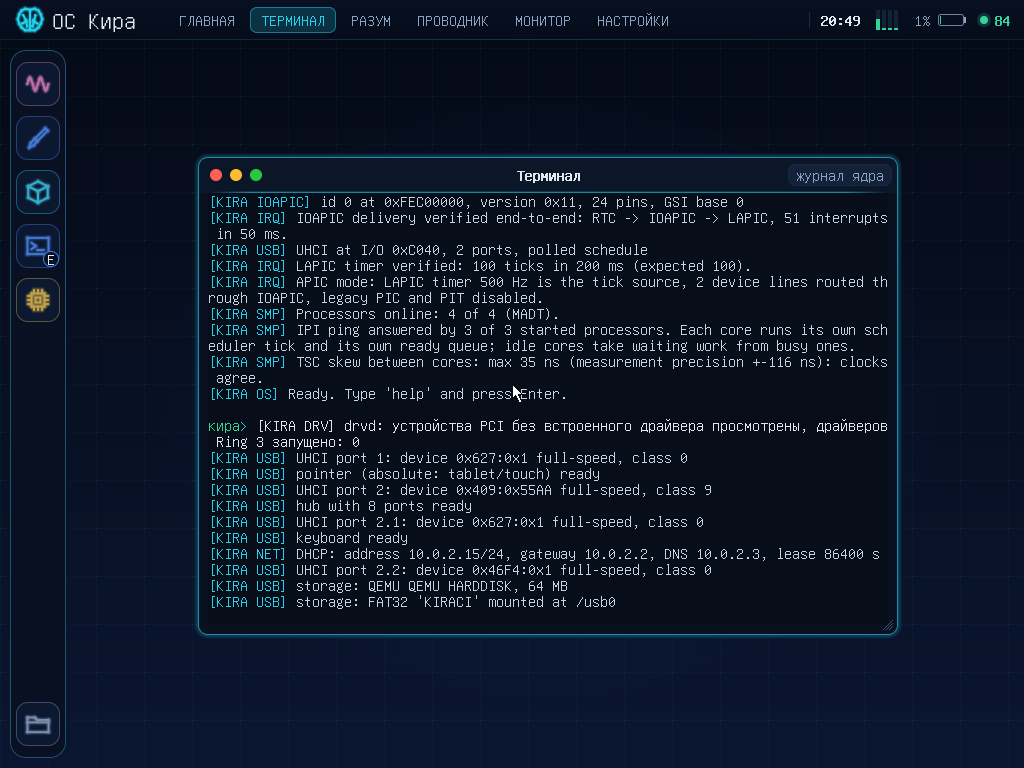 ОС Кира
ГЛАВНАЯ ТЕРМИНАЛ РАЗУМ ПРОВОДНИК МОНИТОР НАСТРОЙКИ
20:49 1% 84
E
Терминал
журнал ядра
[KIRA IOAPIC] id 0 at 0xFEC00000, version 0x11, 24 pins, GSI base 0
[KIRA IRQ] IOAPIC delivery verified end-to-end: RTC -> IOAPIC -> LAPIC, 51 interrupts
in 50 ms.
[KIRA USB] UHCI at I/O 0xC040, 2 ports, polled schedule
[KIRA IRQ] LAPIC timer verified: 100 ticks in 200 ms (expected 100).
[KIRA IRQ] APIC mode: LAPIC timer 500 Hz is the tick source, 2 device lines routed th
rough IOAPIC, legacy PIC and PIT disabled.
[KIRA SMP] Processors online: 4 of 4 (MADT).
[KIRA SMP] IPI ping answered by 3 of 3 started processors. Each core runs its own sch
eduler tick and its own ready queue; idle cores take waiting work from busy ones.
[KIRA SMP] TSC skew between cores: max 35 ns (measurement precision +-116 ns): clocks
agree.
[KIRA OS] Ready. Type 'help' and press Enter.
кира> [KIRA DRV] drvd: устройства PCI без встроенного драйвера просмотрены, драйверов
Ring 3 запущено: 0
[KIRA USB] UHCI port 1: device 0x627:0x1 full-speed, class 0
[KIRA USB] pointer (absolute: tablet/touch) ready
[KIRA USB] UHCI port 2: device 0x409:0x55AA full-speed, class 9
[KIRA USB] hub with 8 ports ready
[KIRA USB] UHCI port 2.1: device 0x627:0x1 full-speed, class 0
[KIRA USB] keyboard ready
[KIRA NET] DHCP: address 10.0.2.15/24, gateway 10.0.2.2, DNS 10.0.2.3, lease 86400 s
[KIRA USB] UHCI port 2.2: device 0x46F4:0x1 full-speed, class 0
[KIRA USB] storage: QEMU QEMU HARDDISK, 64 MB
[KIRA USB] storage: FAT32 'KIRACI' mounted at /usb0